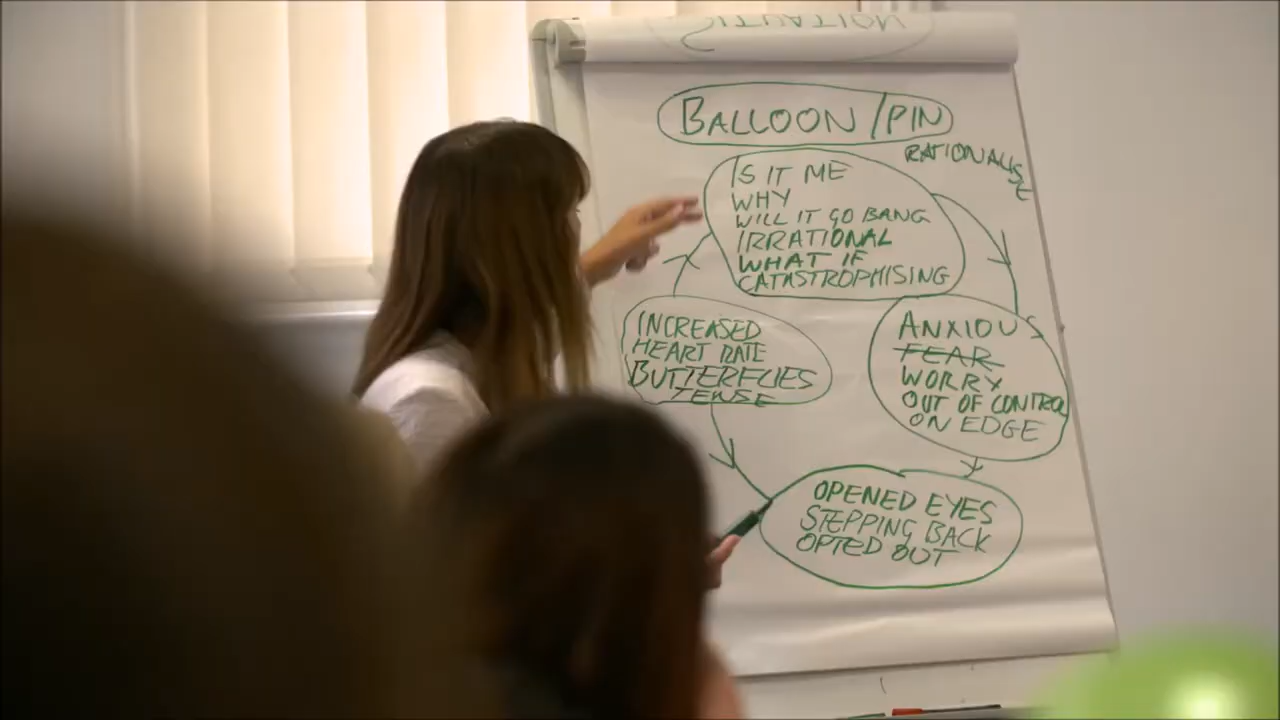 SITUATION
BALLOON/PIN
RATIONALISE
IS IT ME
WHY
WILL IT GO BANG
IRRATIONAL
WHAT IF
CATASTROPHISING
INCREASED
HEART RATE
BUTTERFLIES
TENSE
ANXIOUS
FEAR
WORRY
OUT OF CONTROL
ON EDGE
OPENED EYES
STEPPING BACK
OPTED OUT